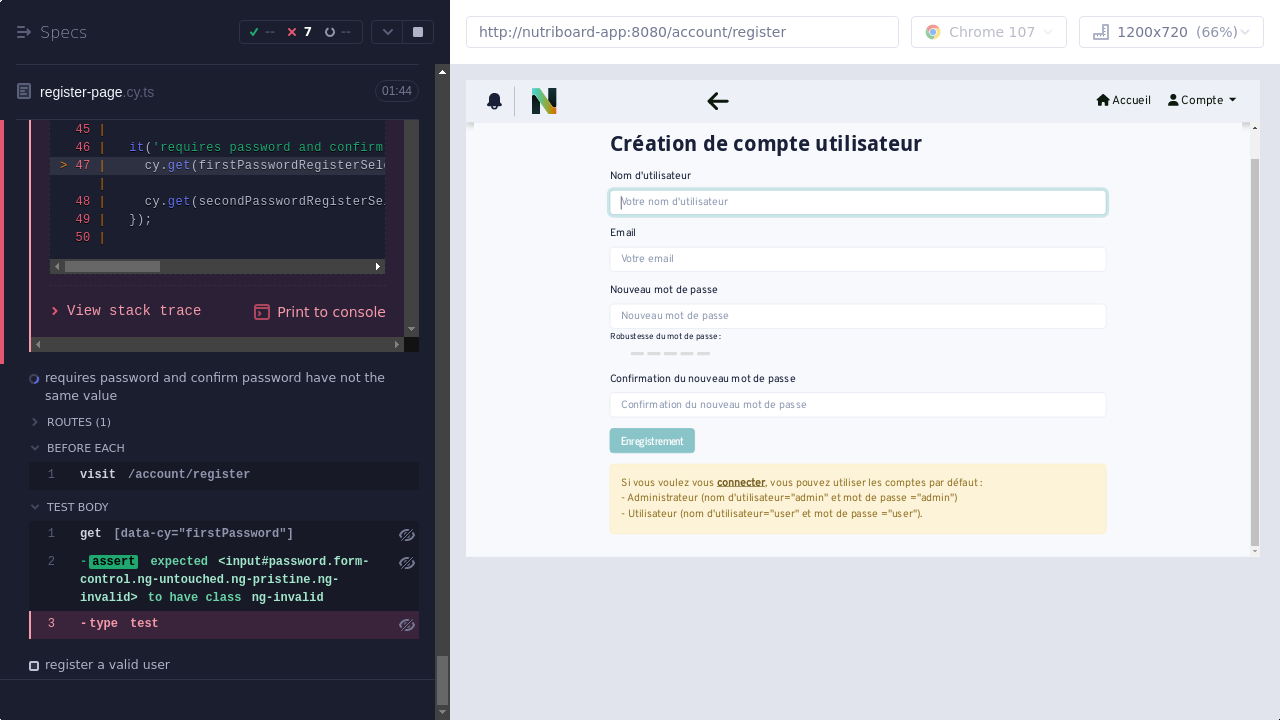 Specs
--
7
--
http://nutriboard-app:8080/account/register
Chrome 107
1200x720 (66%)
register-page.cy.ts
01:44
45 |
46 | it('requires password and confirm
> 47 | cy.get(firstPasswordRegisterSele
|
48 | cy.get(secondPasswordRegisterSe
49 | });
50 |
View stack trace
Print to console
requires password and confirm password have not the
same value
ROUTES (1)
BEFORE EACH
1 visit /account/register
TEST BODY
1 get [data-cy="firstPassword"]
2 -assert expected <input#password.form-
control.ng-untouched.ng-pristine.ng-
invalid> to have class ng-invalid
3 -type test
register a valid user
N
Accueil
Compte
Création de compte utilisateur
Nom d'utilisateur
Votre nom d'utilisateur
Email
Votre email
Nouveau mot de passe
Nouveau mot de passe
Robustesse du mot de passe :
Confirmation du nouveau mot de passe
Confirmation du nouveau mot de passe
Enregistrement
Si vous voulez vous connecter, vous pouvez utiliser les comptes par défaut :
- Administrateur (nom d'utilisateur="admin" et mot de passe ="admin")
- Utilisateur (nom d'utilisateur="user" et mot de passe ="user").